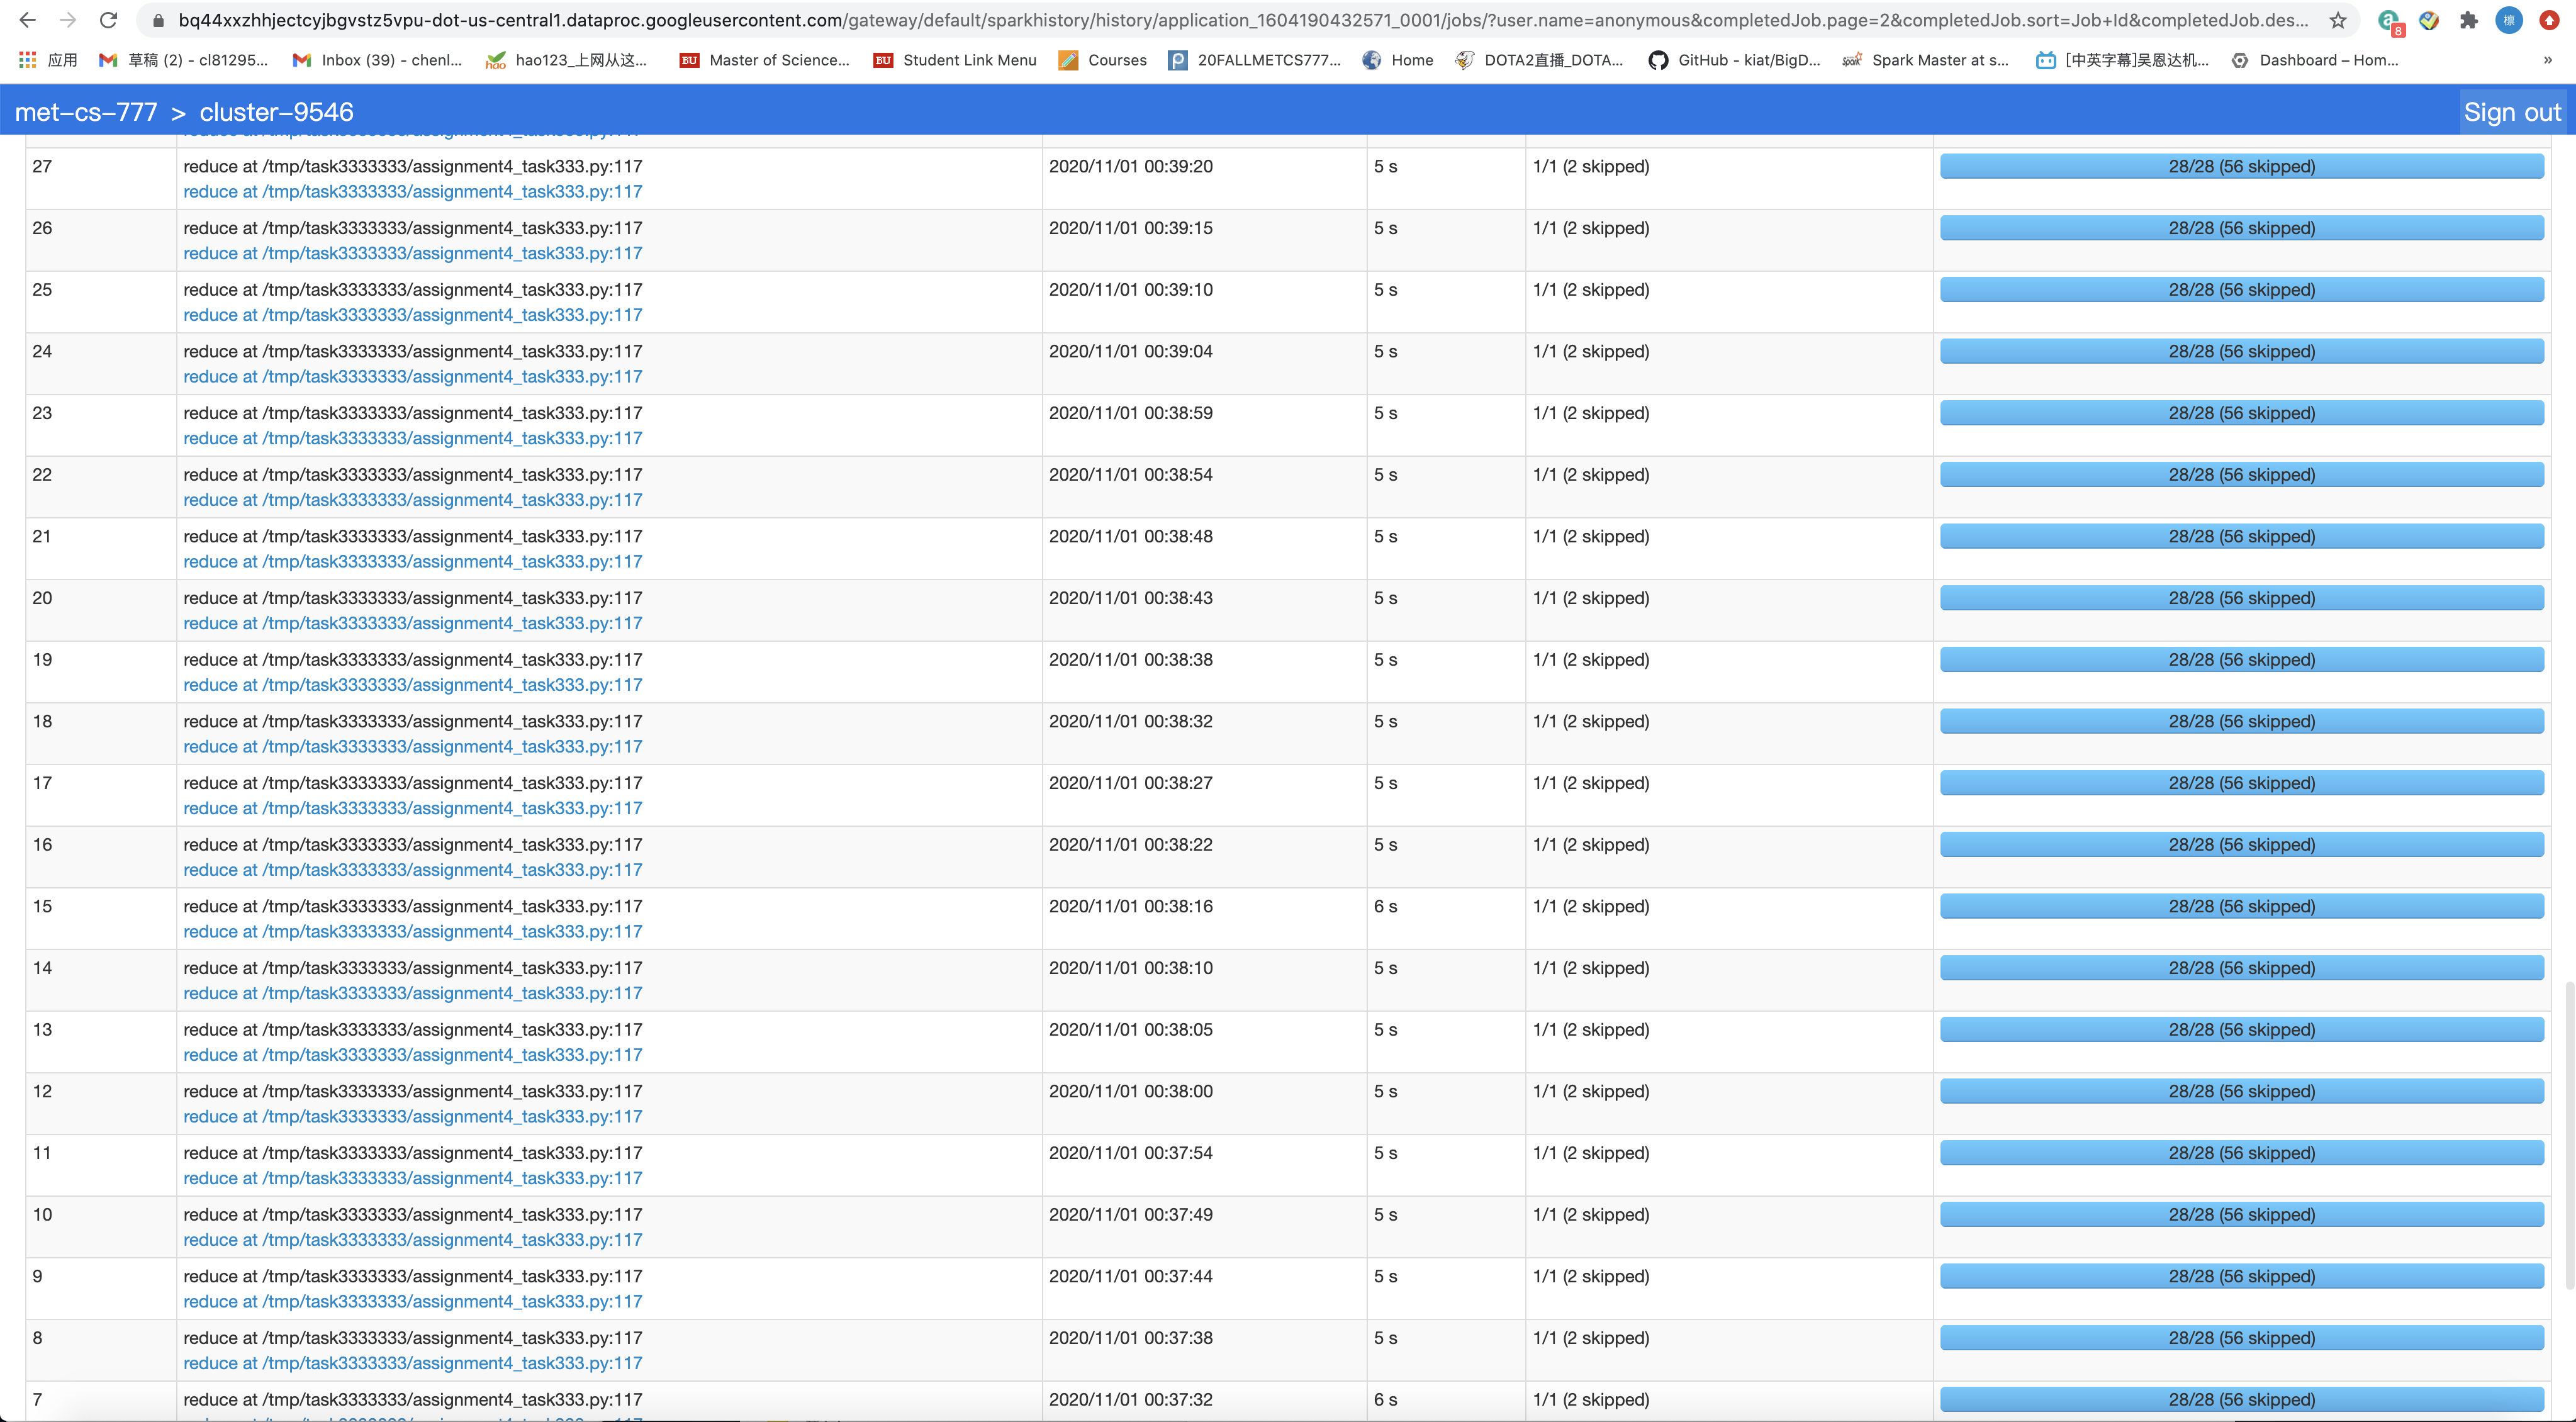 bq44xxzhhjectcyjbgvstz5vpu-dot-us-central1.dataproc.googleusercontent.com/gateway/default/sparkhistory/history/application_1604190432571_0001/jobs/?user.name=anonymous&completedJob.page=2&completedJob.sort=Job+Id&completedJob.des...
8
檩
应用 草稿 (2) - cl81295... Inbox (39) - chenl... hao hao123_上网从这... BU Master of Science... BU Student Link Menu Courses 20FALLMETCS777... Home DOTA2直播_DOTA... GitHub - kiat/BigD... Spark Master at s... [中英字幕]吴恩达机... Dashboard – Hom... »
met-cs-777 > cluster-9546 Sign out
27 reduce at /tmp/task3333333/assignment4_task333.py:117 2020/11/01 00:39:20 5 s 1/1 (2 skipped) 28/28 (56 skipped)
reduce at /tmp/task3333333/assignment4_task333.py:117
26 reduce at /tmp/task3333333/assignment4_task333.py:117 2020/11/01 00:39:15 5 s 1/1 (2 skipped) 28/28 (56 skipped)
reduce at /tmp/task3333333/assignment4_task333.py:117
25 reduce at /tmp/task3333333/assignment4_task333.py:117 2020/11/01 00:39:10 5 s 1/1 (2 skipped) 28/28 (56 skipped)
reduce at /tmp/task3333333/assignment4_task333.py:117
24 reduce at /tmp/task3333333/assignment4_task333.py:117 2020/11/01 00:39:04 5 s 1/1 (2 skipped) 28/28 (56 skipped)
reduce at /tmp/task3333333/assignment4_task333.py:117
23 reduce at /tmp/task3333333/assignment4_task333.py:117 2020/11/01 00:38:59 5 s 1/1 (2 skipped) 28/28 (56 skipped)
reduce at /tmp/task3333333/assignment4_task333.py:117
22 reduce at /tmp/task3333333/assignment4_task333.py:117 2020/11/01 00:38:54 5 s 1/1 (2 skipped) 28/28 (56 skipped)
reduce at /tmp/task3333333/assignment4_task333.py:117
21 reduce at /tmp/task3333333/assignment4_task333.py:117 2020/11/01 00:38:48 5 s 1/1 (2 skipped) 28/28 (56 skipped)
reduce at /tmp/task3333333/assignment4_task333.py:117
20 reduce at /tmp/task3333333/assignment4_task333.py:117 2020/11/01 00:38:43 5 s 1/1 (2 skipped) 28/28 (56 skipped)
reduce at /tmp/task3333333/assignment4_task333.py:117
19 reduce at /tmp/task3333333/assignment4_task333.py:117 2020/11/01 00:38:38 5 s 1/1 (2 skipped) 28/28 (56 skipped)
reduce at /tmp/task3333333/assignment4_task333.py:117
18 reduce at /tmp/task3333333/assignment4_task333.py:117 2020/11/01 00:38:32 5 s 1/1 (2 skipped) 28/28 (56 skipped)
reduce at /tmp/task3333333/assignment4_task333.py:117
17 reduce at /tmp/task3333333/assignment4_task333.py:117 2020/11/01 00:38:27 5 s 1/1 (2 skipped) 28/28 (56 skipped)
reduce at /tmp/task3333333/assignment4_task333.py:117
16 reduce at /tmp/task3333333/assignment4_task333.py:117 2020/11/01 00:38:22 5 s 1/1 (2 skipped) 28/28 (56 skipped)
reduce at /tmp/task3333333/assignment4_task333.py:117
15 reduce at /tmp/task3333333/assignment4_task333.py:117 2020/11/01 00:38:16 6 s 1/1 (2 skipped) 28/28 (56 skipped)
reduce at /tmp/task3333333/assignment4_task333.py:117
14 reduce at /tmp/task3333333/assignment4_task333.py:117 2020/11/01 00:38:10 5 s 1/1 (2 skipped) 28/28 (56 skipped)
reduce at /tmp/task3333333/assignment4_task333.py:117
13 reduce at /tmp/task3333333/assignment4_task333.py:117 2020/11/01 00:38:05 5 s 1/1 (2 skipped) 28/28 (56 skipped)
reduce at /tmp/task3333333/assignment4_task333.py:117
12 reduce at /tmp/task3333333/assignment4_task333.py:117 2020/11/01 00:38:00 5 s 1/1 (2 skipped) 28/28 (56 skipped)
reduce at /tmp/task3333333/assignment4_task333.py:117
11 reduce at /tmp/task3333333/assignment4_task333.py:117 2020/11/01 00:37:54 5 s 1/1 (2 skipped) 28/28 (56 skipped)
reduce at /tmp/task3333333/assignment4_task333.py:117
10 reduce at /tmp/task3333333/assignment4_task333.py:117 2020/11/01 00:37:49 5 s 1/1 (2 skipped) 28/28 (56 skipped)
reduce at /tmp/task3333333/assignment4_task333.py:117
9 reduce at /tmp/task3333333/assignment4_task333.py:117 2020/11/01 00:37:44 5 s 1/1 (2 skipped) 28/28 (56 skipped)
reduce at /tmp/task3333333/assignment4_task333.py:117
8 reduce at /tmp/task3333333/assignment4_task333.py:117 2020/11/01 00:37:38 5 s 1/1 (2 skipped) 28/28 (56 skipped)
reduce at /tmp/task3333333/assignment4_task333.py:117
7 reduce at /tmp/task3333333/assignment4_task333.py:117 2020/11/01 00:37:32 6 s 1/1 (2 skipped) 28/28 (56 skipped)